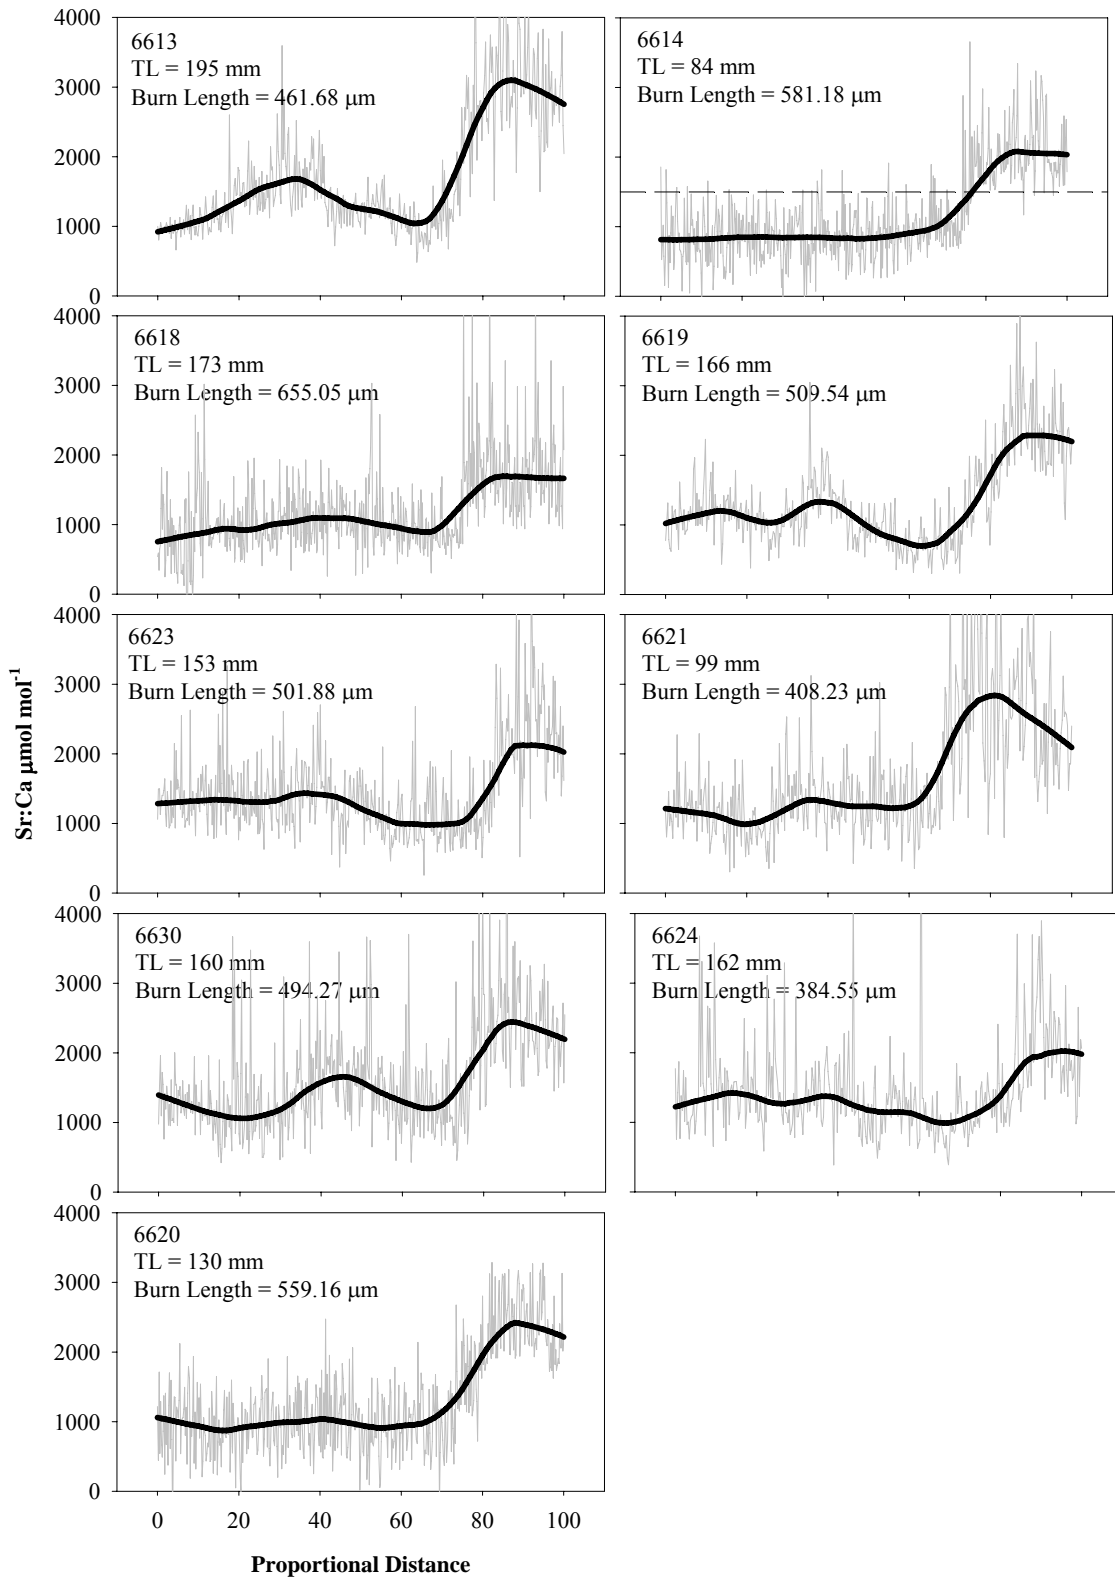 4000
3000
2000
1000
0
6613
TL = 195 mm
Burn Length = 461.68 μm
6614
TL = 84 mm
Burn Length = 581.18 μm
4000
3000
2000
1000
0
6618
TL = 173 mm
Burn Length = 655.05 μm
6619
TL = 166 mm
Burn Length = 509.54 μm
Sr:Ca μmol mol⁻¹
4000
3000
2000
1000
0
6623
TL = 153 mm
Burn Length = 501.88 μm
6621
TL = 99 mm
Burn Length = 408.23 μm
4000
3000
2000
1000
0
6630
TL = 160 mm
Burn Length = 494.27 μm
6624
TL = 162 mm
Burn Length = 384.55 μm
4000
3000
2000
1000
0
6620
TL = 130 mm
Burn Length = 559.16 μm
0 20 40 60 80 100
Proportional Distance